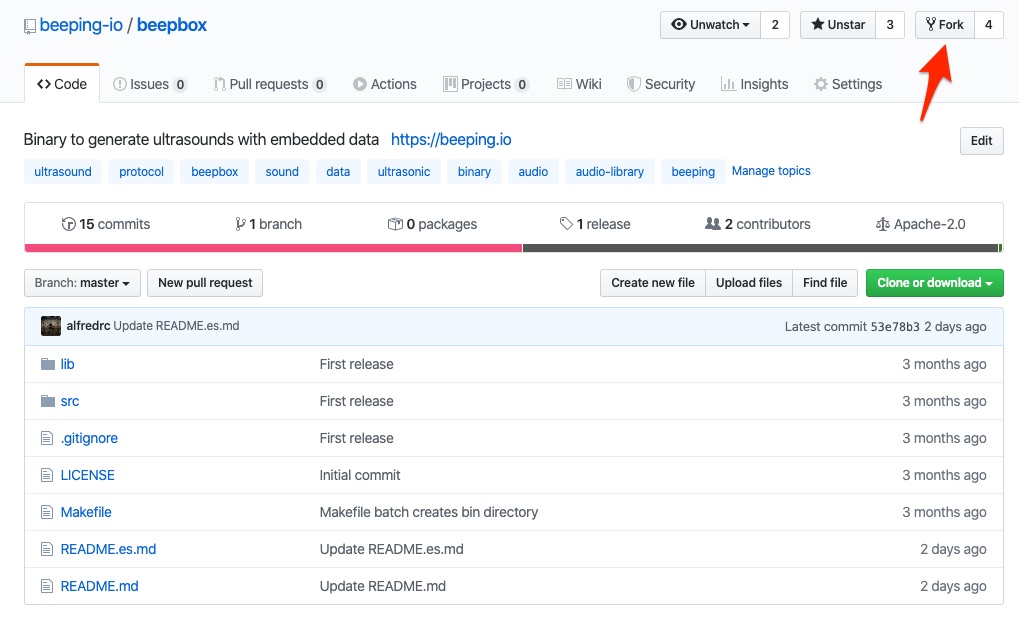 beeping-io / beepbox Unwatch 2 Unstar 3 Fork 4
Code Issues 0 Pull requests 0 Actions Projects 0 Wiki Security Insights Settings
Binary to generate ultrasounds with embedded data https://beeping.io Edit
ultrasound protocol beepbox sound data ultrasonic binary audio audio-library beeping Manage topics
15 commits 1 branch 0 packages 1 release 2 contributors Apache-2.0
Branch: master New pull request Create new file Upload files Find file Clone or download
alfredrc Update README.es.md Latest commit 53e78b3 2 days ago
lib First release 3 months ago
src First release 3 months ago
.gitignore First release 3 months ago
LICENSE Initial commit 3 months ago
Makefile Makefile batch creates bin directory 3 months ago
README.es.md Update README.es.md 2 days ago
README.md Update README.md 2 days ago